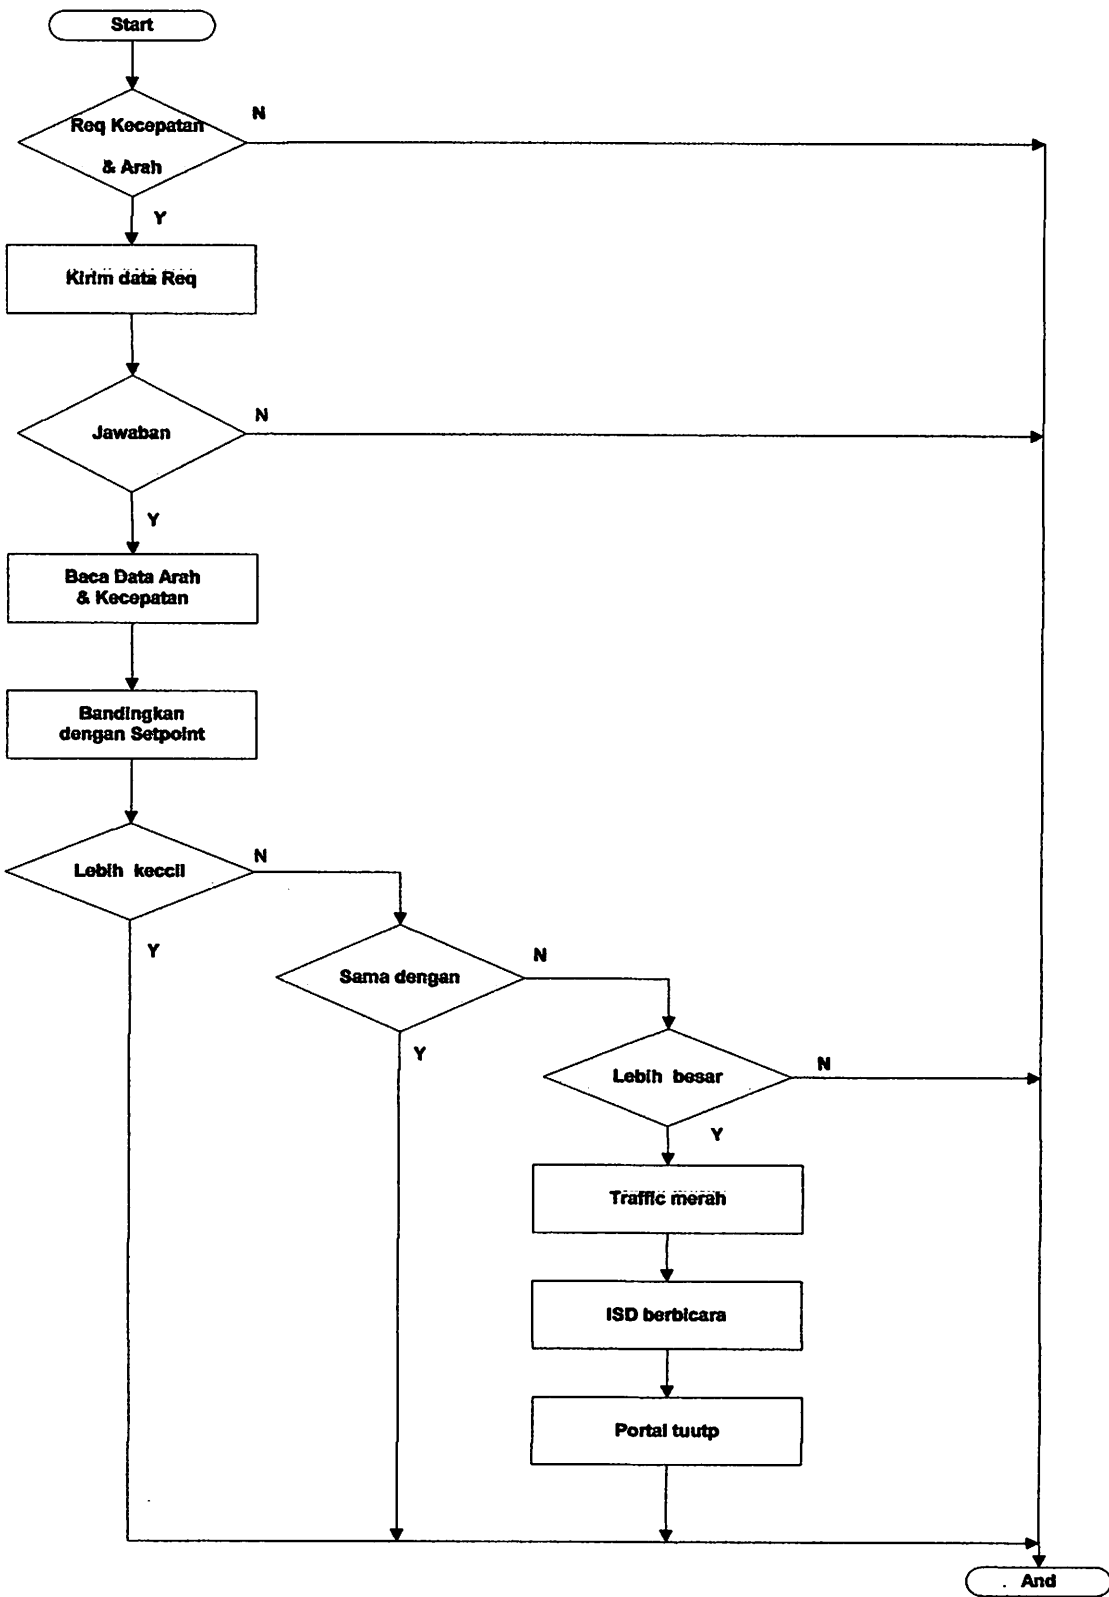 Start
Req Kecepatan
N
& Arah
Y
Kirim data Req
Jawaban
N
Y
Baca Data Arah
& Kecepatan
Bandingkan
dengan Setpoint
Lebih keccil
N
Y
Sama dengan
N
Y
Lebih besar
N
Y
Traffic merah
ISD berbicara
Portal tuutp
And